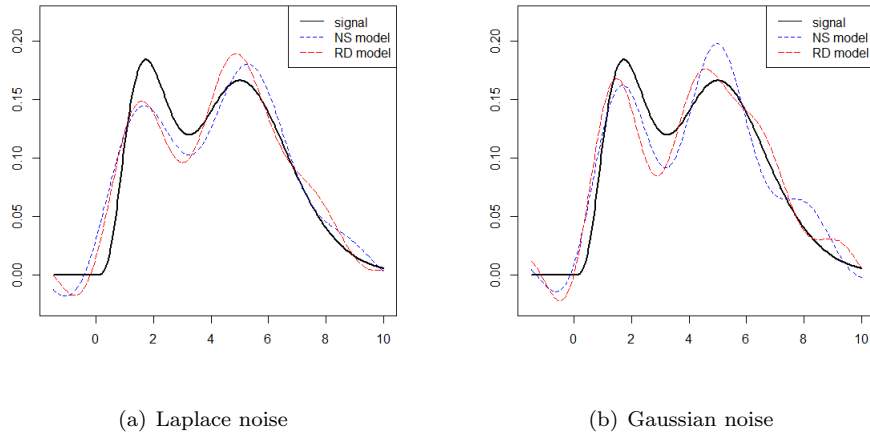 signal
NS model
RD model
0.20
0.15
0.10
0.05
0.00
0 2 4 6 8 10
(a) Laplace noise
signal
NS model
RD model
0.20
0.15
0.10
0.05
0.00
0 2 4 6 8 10
(b) Gaussian noise